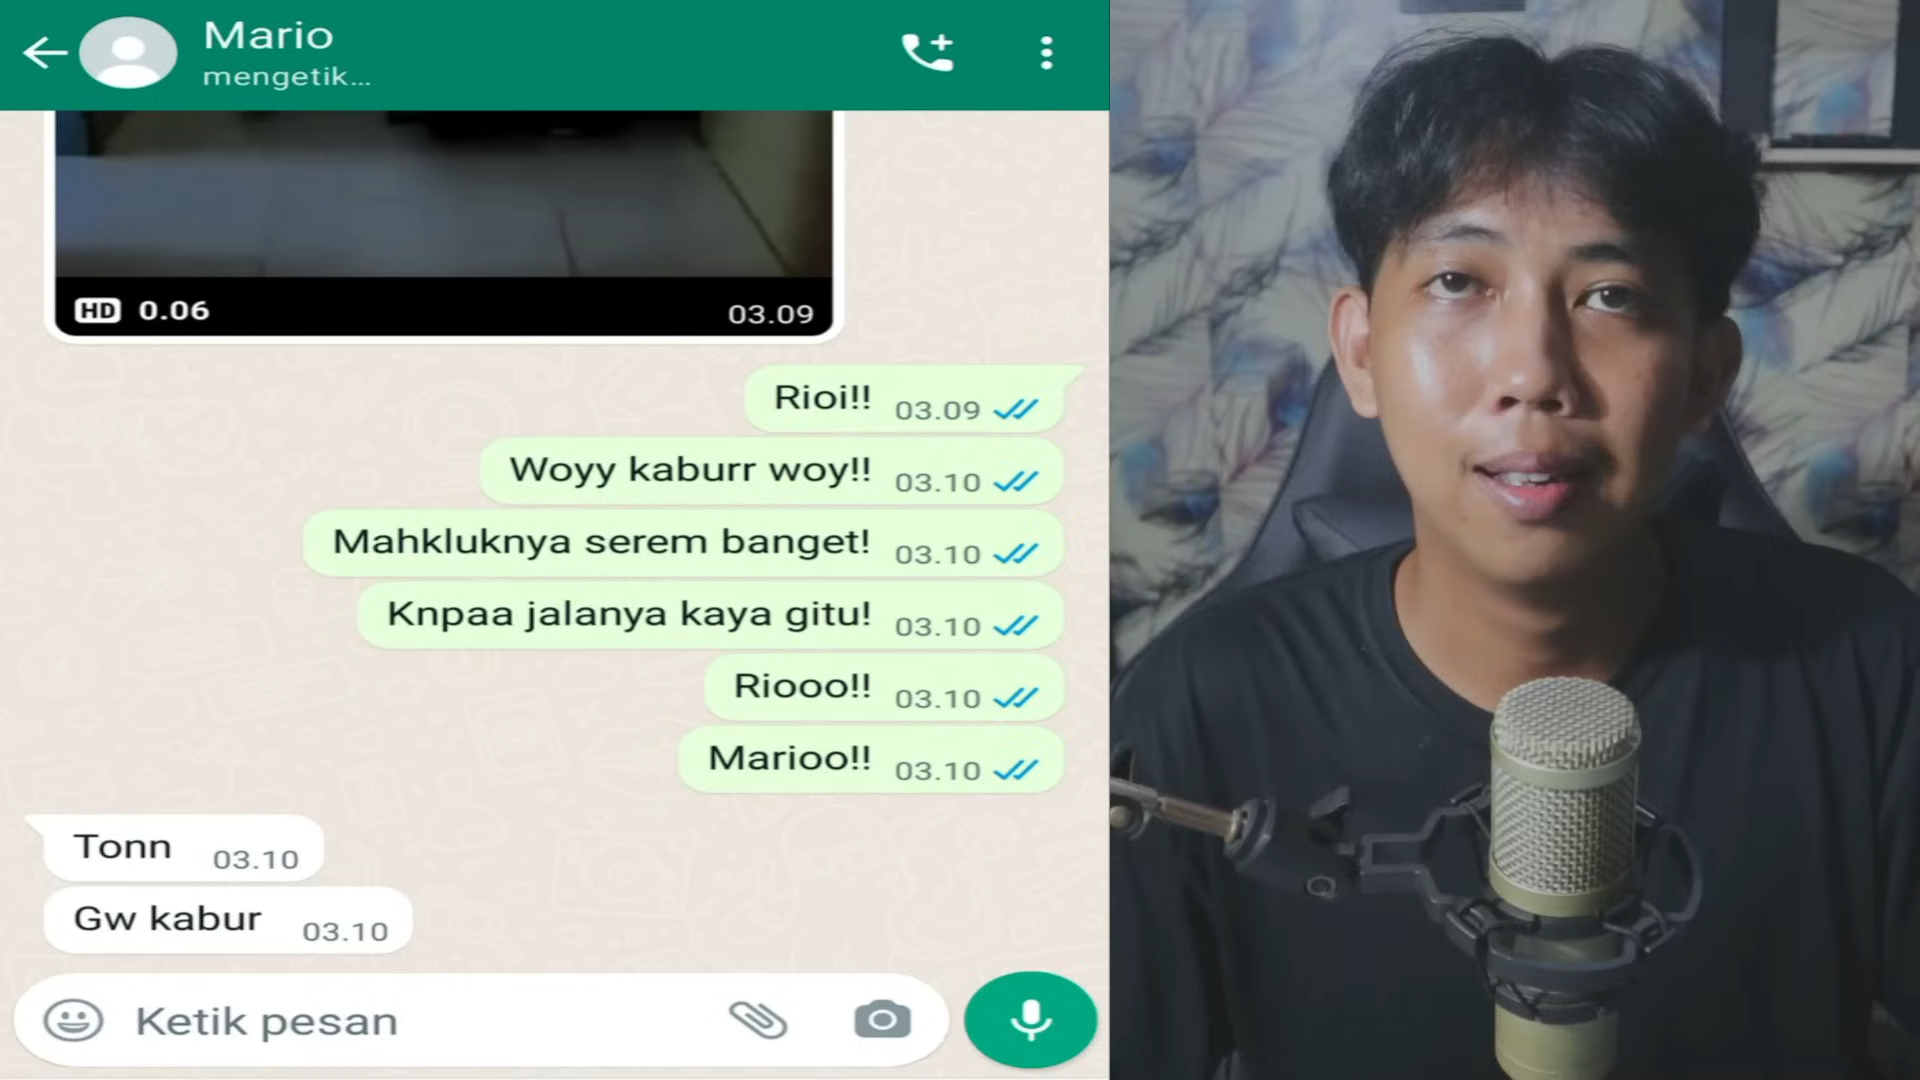 Mario
mengetik...
HD 0.06 03.09
Rioi!! 03.09
Woyy kaburr woy!! 03.10
Mahkluknya serem banget! 03.10
Knpaa jalanya kaya gitu! 03.10
Riooo!! 03.10
Marioo!! 03.10
Tonn 03.10
Gw kabur 03.10
Ketik pesan